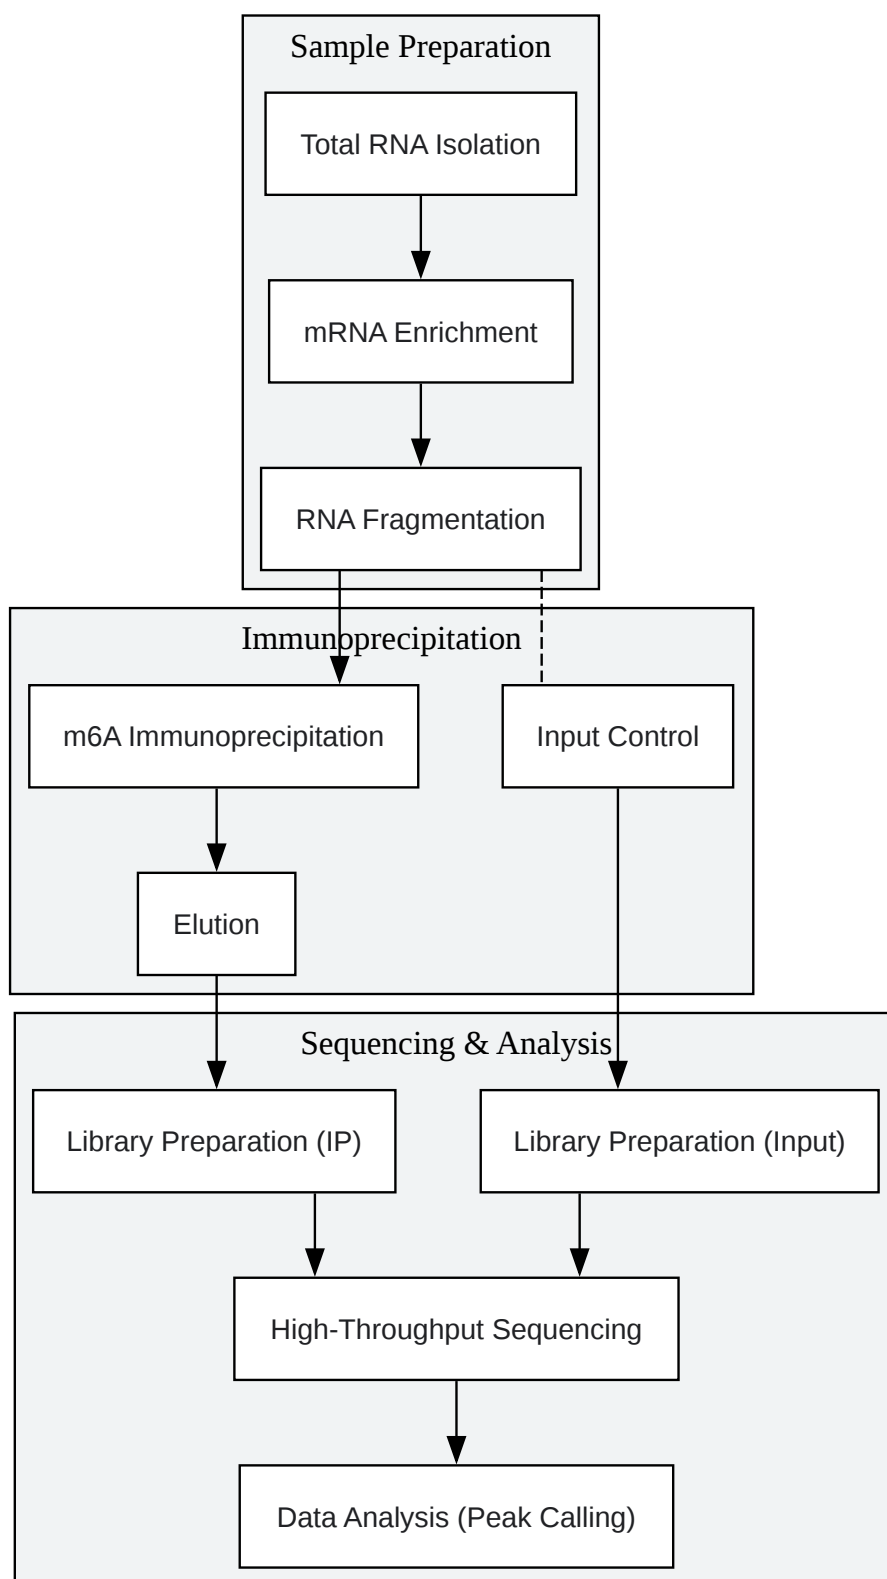 Sample Preparation
Total RNA Isolation
mRNA Enrichment
RNA Fragmentation
Immunoprecipitation
m6A Immunoprecipitation
Input Control
Elution
Sequencing & Analysis
Library Preparation (IP)
Library Preparation (Input)
High-Throughput Sequencing
Data Analysis (Peak Calling)